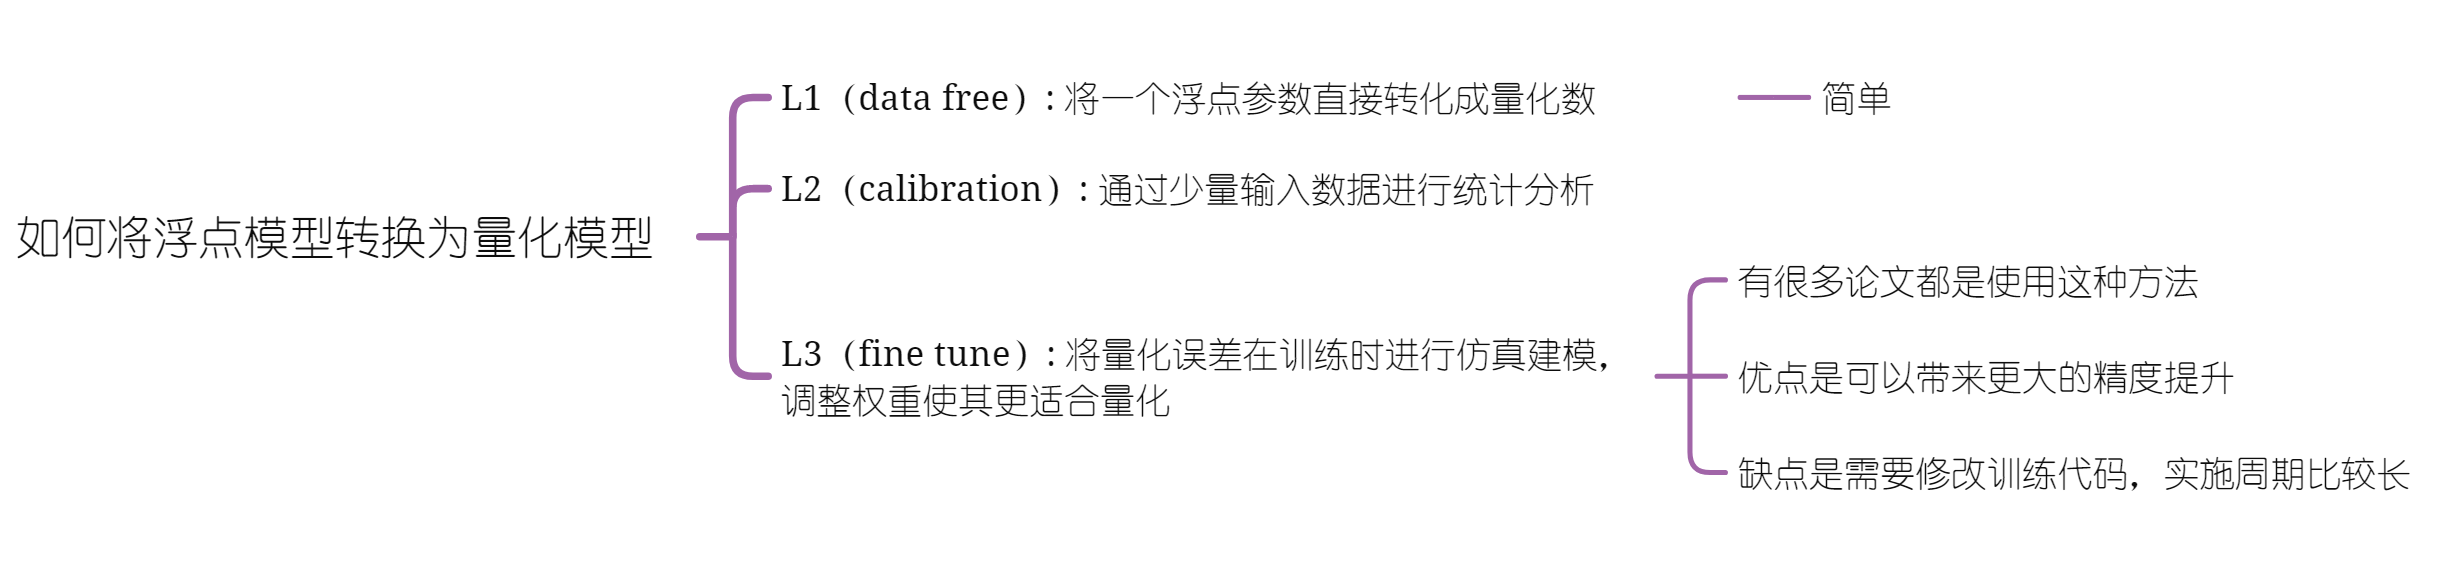 如何将浮点模型转换为量化模型
L1（data free）: 将一个浮点参数直接转化成量化数
简单
L2（calibration）: 通过少量输入数据进行统计分析
L3（fine tune）: 将量化误差在训练时进行仿真建模，
调整权重使其更适合量化
有很多论文都是使用这种方法
优点是可以带来更大的精度提升
缺点是需要修改训练代码，实施周期比较长